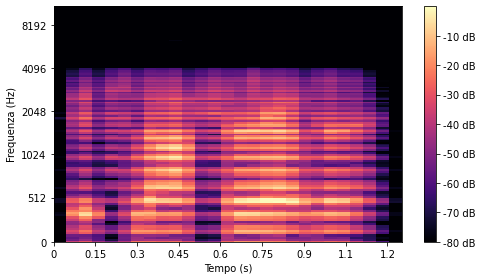 8192
4096
2048
1024
512
0
Frequenza (Hz)
0 0.15 0.3 0.45 0.6 0.75 0.9 1.1 1.2
Tempo (s)
-10 dB
-20 dB
-30 dB
-40 dB
-50 dB
-60 dB
-70 dB
-80 dB